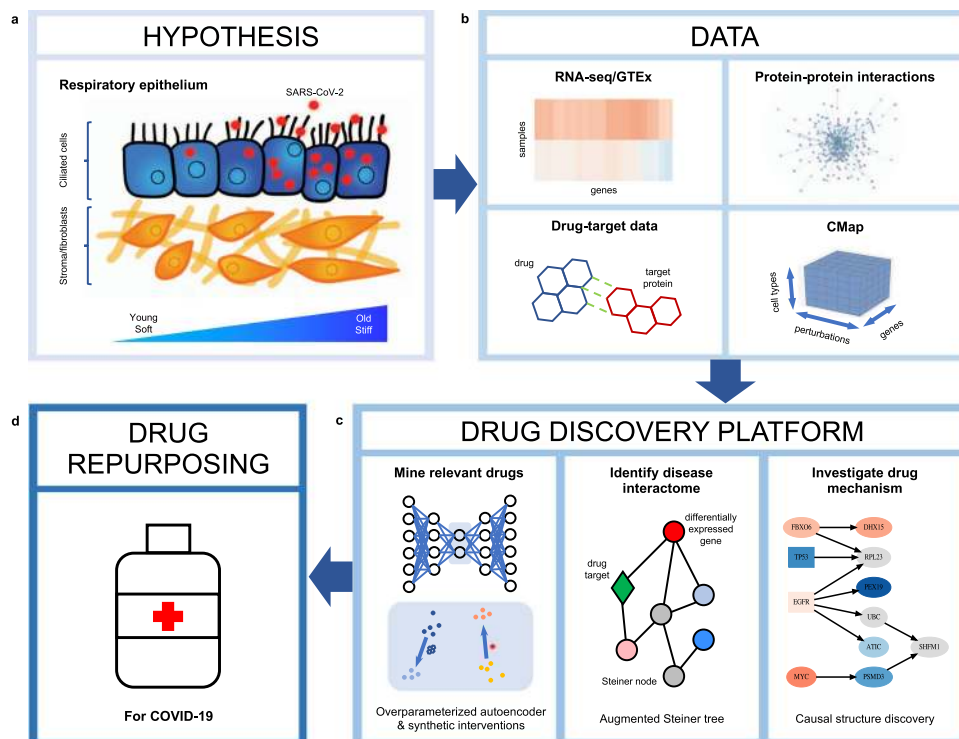 a
HYPOTHESIS
Respiratory epithelium
SARS-CoV-2
Ciliated cells
Stroma/fibroblasts
Young
Soft
Old
Stiff
b
DATA
RNA-seq/GTEx
samples
genes
Protein-protein interactions
Drug-target data
drug
target
protein
CMap
cell types
perturbations
genes
c
DRUG DISCOVERY PLATFORM
Mine relevant drugs
Overparameterized autoencoder
& synthetic interventions
Identify disease
interactome
differentially
expressed
gene
drug
target
Steiner node
Augmented Steiner tree
Investigate drug
mechanism
FBXO6
DHX15
TP53
RPL23
EGFR
PEX19
UBC
ATIC
SHFM1
MYC
PSMD3
Causal structure discovery
d
DRUG
REPURPOSING
For COVID-19